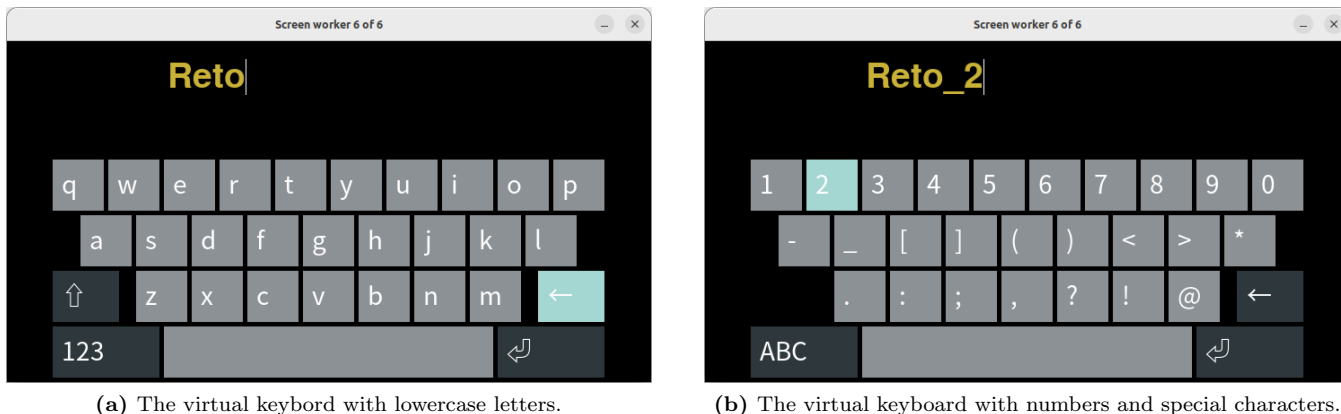 Screen worker 6 of 6
Reto
q w e r t y u i o p
a s d f g h j k l
⇧ z x c v b n m ←
123 ⏎
(a) The virtual keybord with lowercase letters.
Screen worker 6 of 6
Reto_2
1 2 3 4 5 6 7 8 9 0
- _ [ ] ( ) < > *
. : ; , ? ! @ ←
ABC ⏎
(b) The virtual keyboard with numbers and special characters.